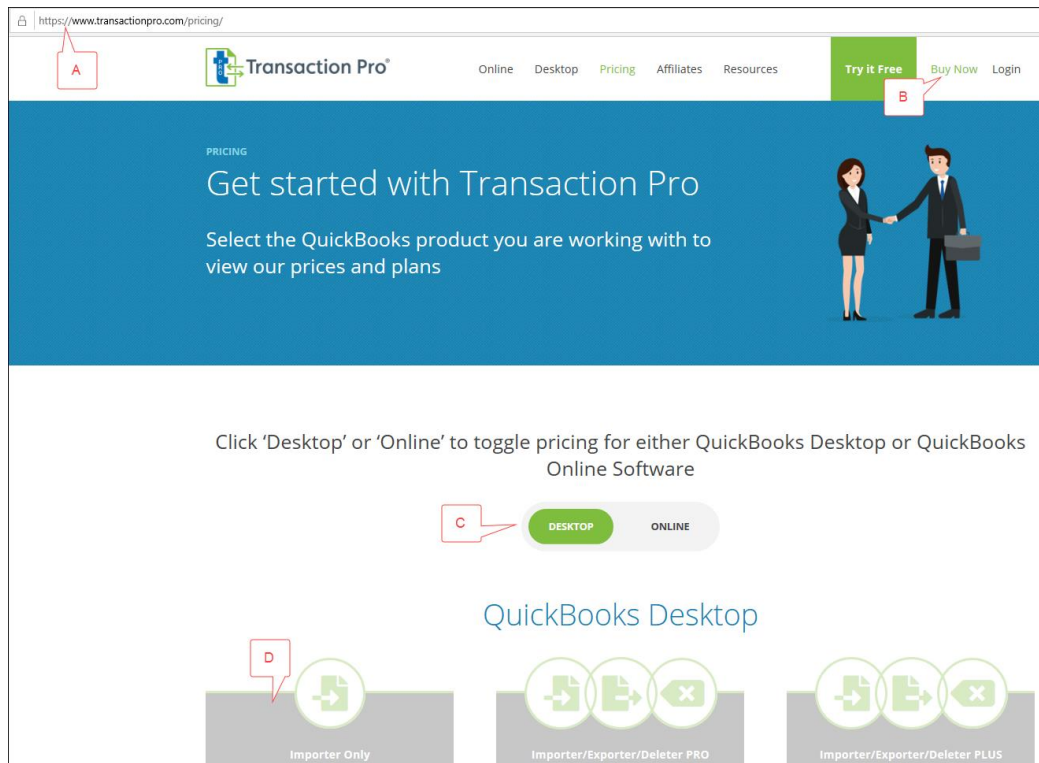 https://www.transactionpro.com/pricing/
A
Transaction Pro®
Online Desktop Pricing Affiliates Resources Try it Free Buy Now Login
B
PRICING
Get started with Transaction Pro
Select the QuickBooks product you are working with to
view our prices and plans
Click ‘Desktop’ or ‘Online’ to toggle pricing for either QuickBooks Desktop or QuickBooks
Online Software
C
DESKTOP ONLINE
QuickBooks Desktop
D
Importer Only Importer/Exporter/Deleter PRO Importer/Exporter/Deleter PLUS